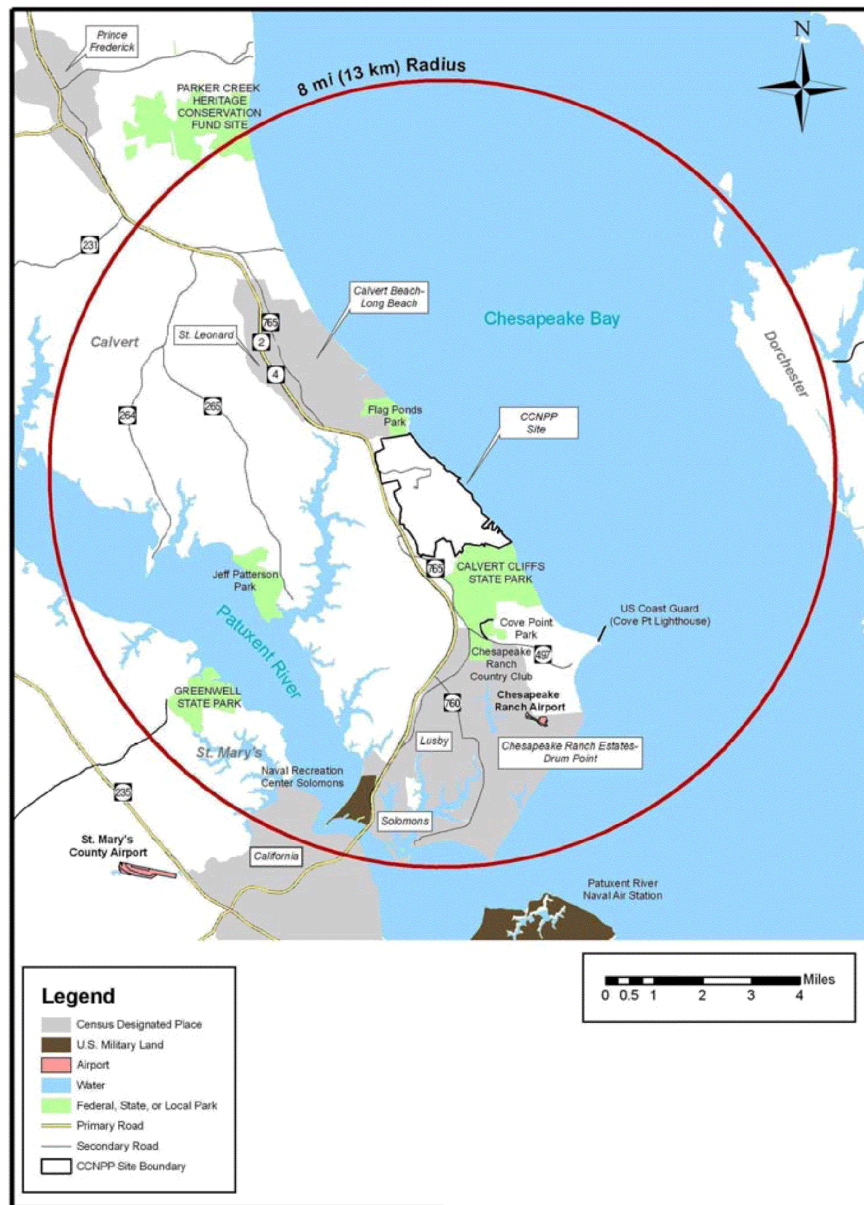 Prince
Frederick
8 mi (13 km) Radius
N
PARKER CREEK
HERITAGE
CONSERVATION
FUND SITE
231
Calvert Beach-
Long Beach
Chesapeake Bay
Calvert
St. Leonard
765
2
4
Dorchester
264
265
Flag Ponds
Park
CCNPP
Site
Jeff Patterson
Park
765
CALVERT CLIFFS
STATE PARK
US Coast Guard
(Cove Pt Lighthouse)
Cove Point
Park
Patuxent River
497
Chesapeake
Ranch
Country Club
GREENWELL
STATE PARK
760
Chesapeake
Ranch Airport
St. Mary's
Lusby
Chesapeake Ranch Estates-
Drum Point
Naval Recreation
Center Solomons
235
Solomons
St. Mary's
County Airport
California
Patuxent River
Naval Air Station
Legend
Census Designated Place
U.S. Military Land
Airport
Water
Federal, State, or Local Park
Primary Road
Secondary Road
CCNPP Site Boundary
Miles
0 0.5 1 2 3 4